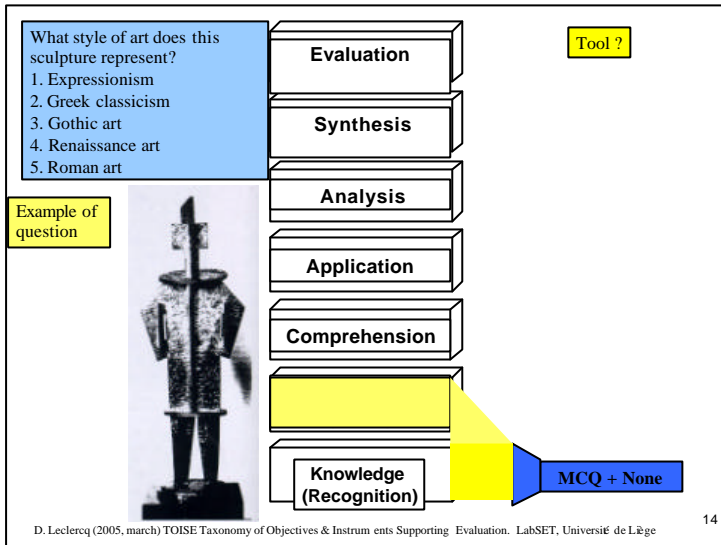 What style of art does this
sculpture represent?
1. Expressionism
2. Greek classicism
3. Gothic art
4. Renaissance art
5. Roman art
Example of
question
Evaluation
Synthesis
Analysis
Application
Comprehension
Knowledge
(Recognition)
Tool ?
MCQ + None
D. Leclercq (2005, march) TOISE Taxonomy of Objectives & Instrum ents Supporting Evaluation. LabSET, Université de Liège
14